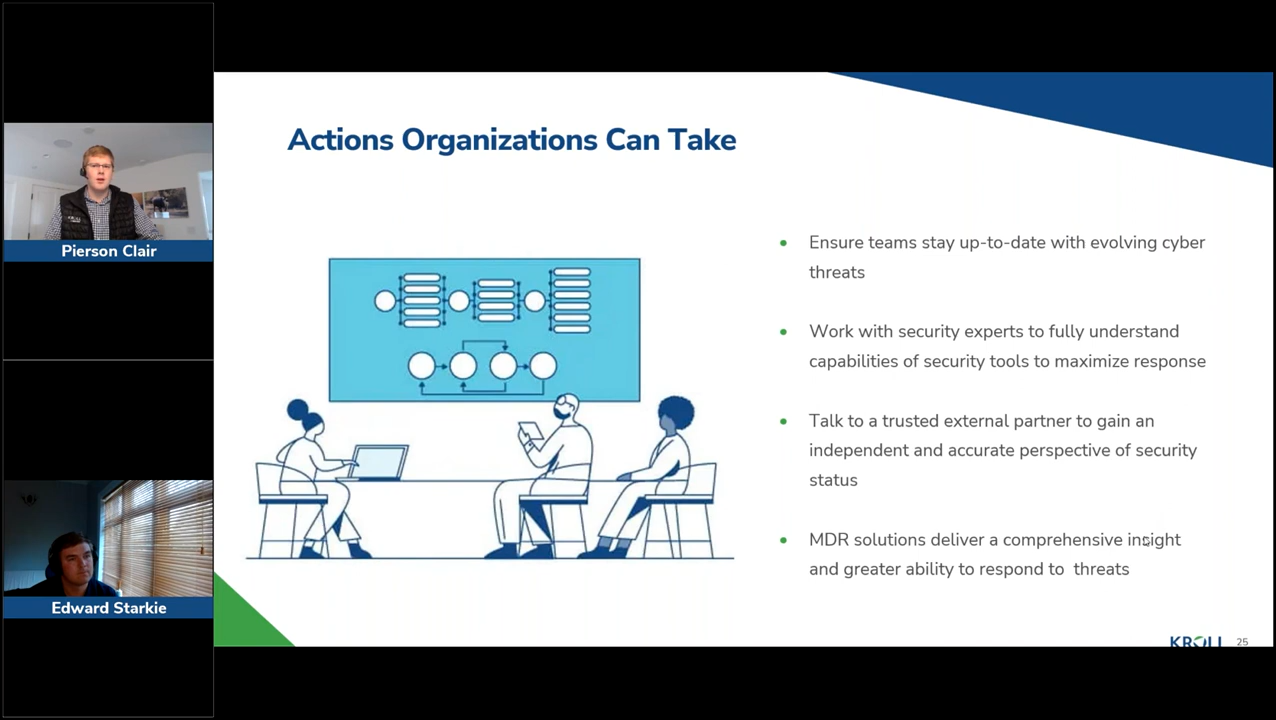 Pierson Clair
Edward Starkie
Actions Organizations Can Take
• Ensure teams stay up-to-date with evolving cyber
threats
• Work with security experts to fully understand
capabilities of security tools to maximize response
• Talk to a trusted external partner to gain an
independent and accurate perspective of security
status
• MDR solutions deliver a comprehensive insight
and greater ability to respond to  threats
KROLL
25